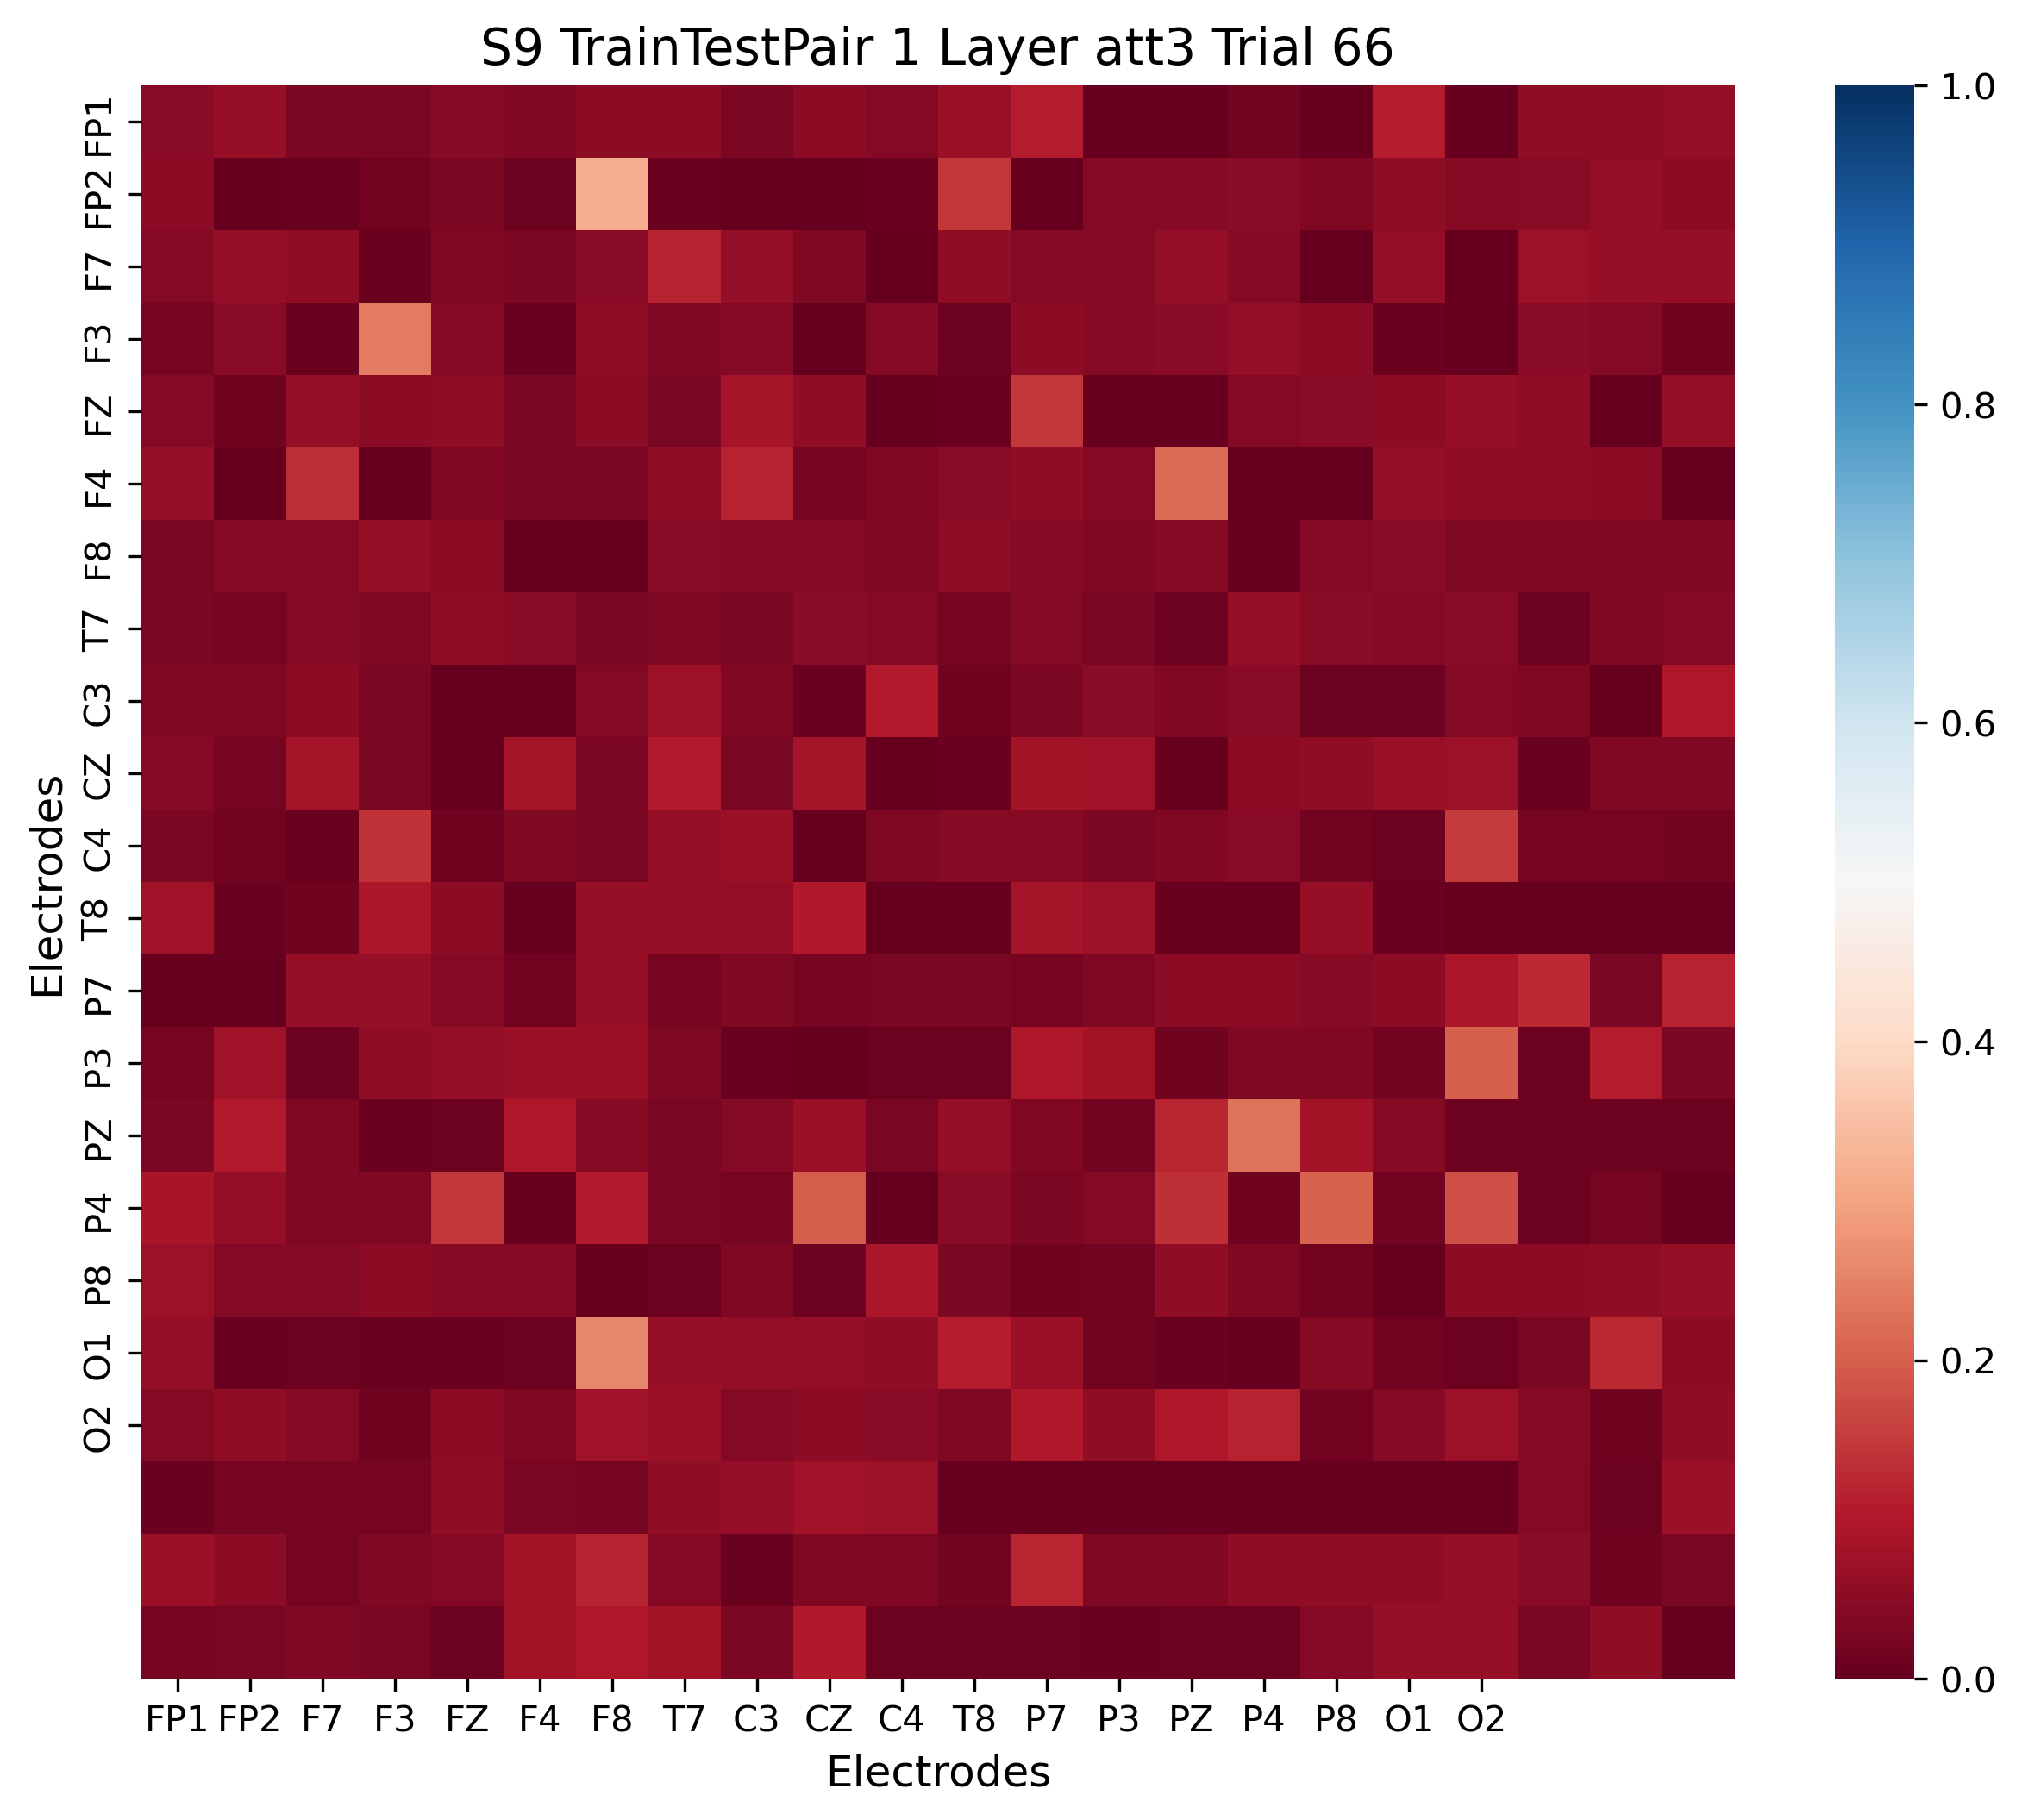 S9 TrainTestPair 1 Layer att3 Trial 66
Electrodes
FP1
FP2
F7
F3
FZ
F4
F8
T7
C3
CZ
C4
T8
P7
P3
PZ
P4
P8
O1
O2
FP1 FP2 F7 F3 FZ F4 F8 T7 C3 CZ C4 T8 P7 P3 PZ P4 P8 O1 O2
Electrodes
1.0
0.8
0.6
0.4
0.2
0.0